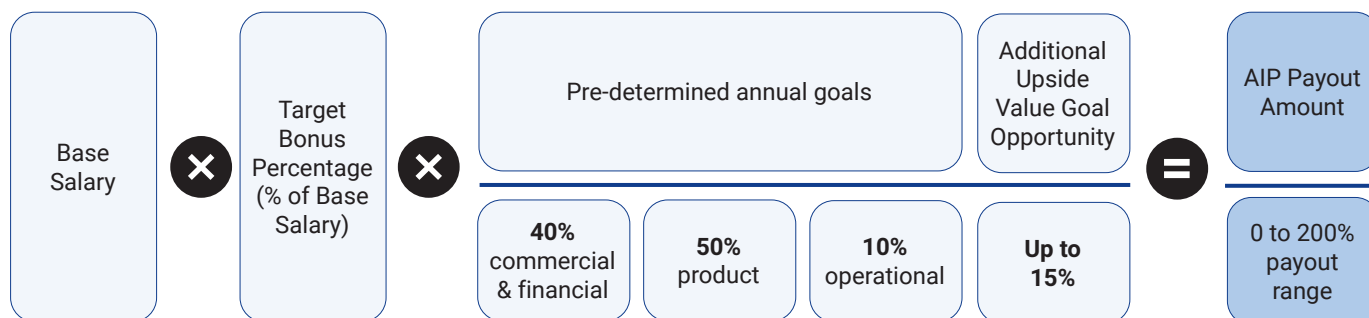 Base
Salary
Target
Bonus
Percentage
(% of Base
Salary)
Pre-determined annual goals
Additional
Upside
Value Goal
Opportunity
40%
commercial
& financial
50%
product
10%
operational
Up to
15%
=
AIP Payout
Amount
0 to 200%
payout
range